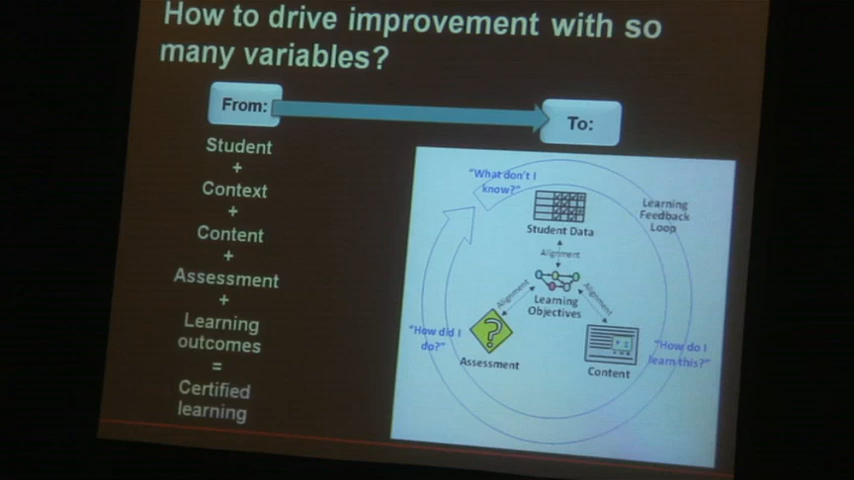 How to drive improvement with so
many variables?
From:
To:
Student
+
Context
+
Content
+
Assessment
+
Learning
outcomes
=
Certified
learning
"What don't I
know?"
Learning
Feedback
Loop
Student Data
Alignment
Alignment
Alignment
Learning
Objectives
"How did I
do?"
?
Assessment
Content
"How do I
learn this?"